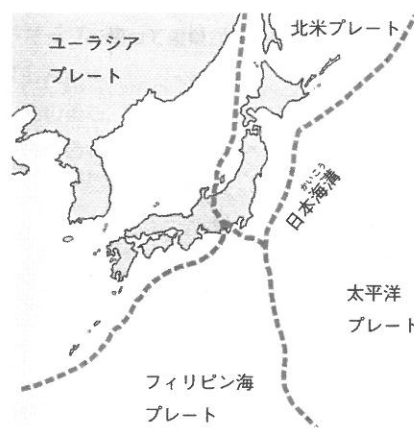 北米プレート
ユーラシア
プレート
かいこう
日本海溝
太平洋
プレート
フィリピン海
プレート